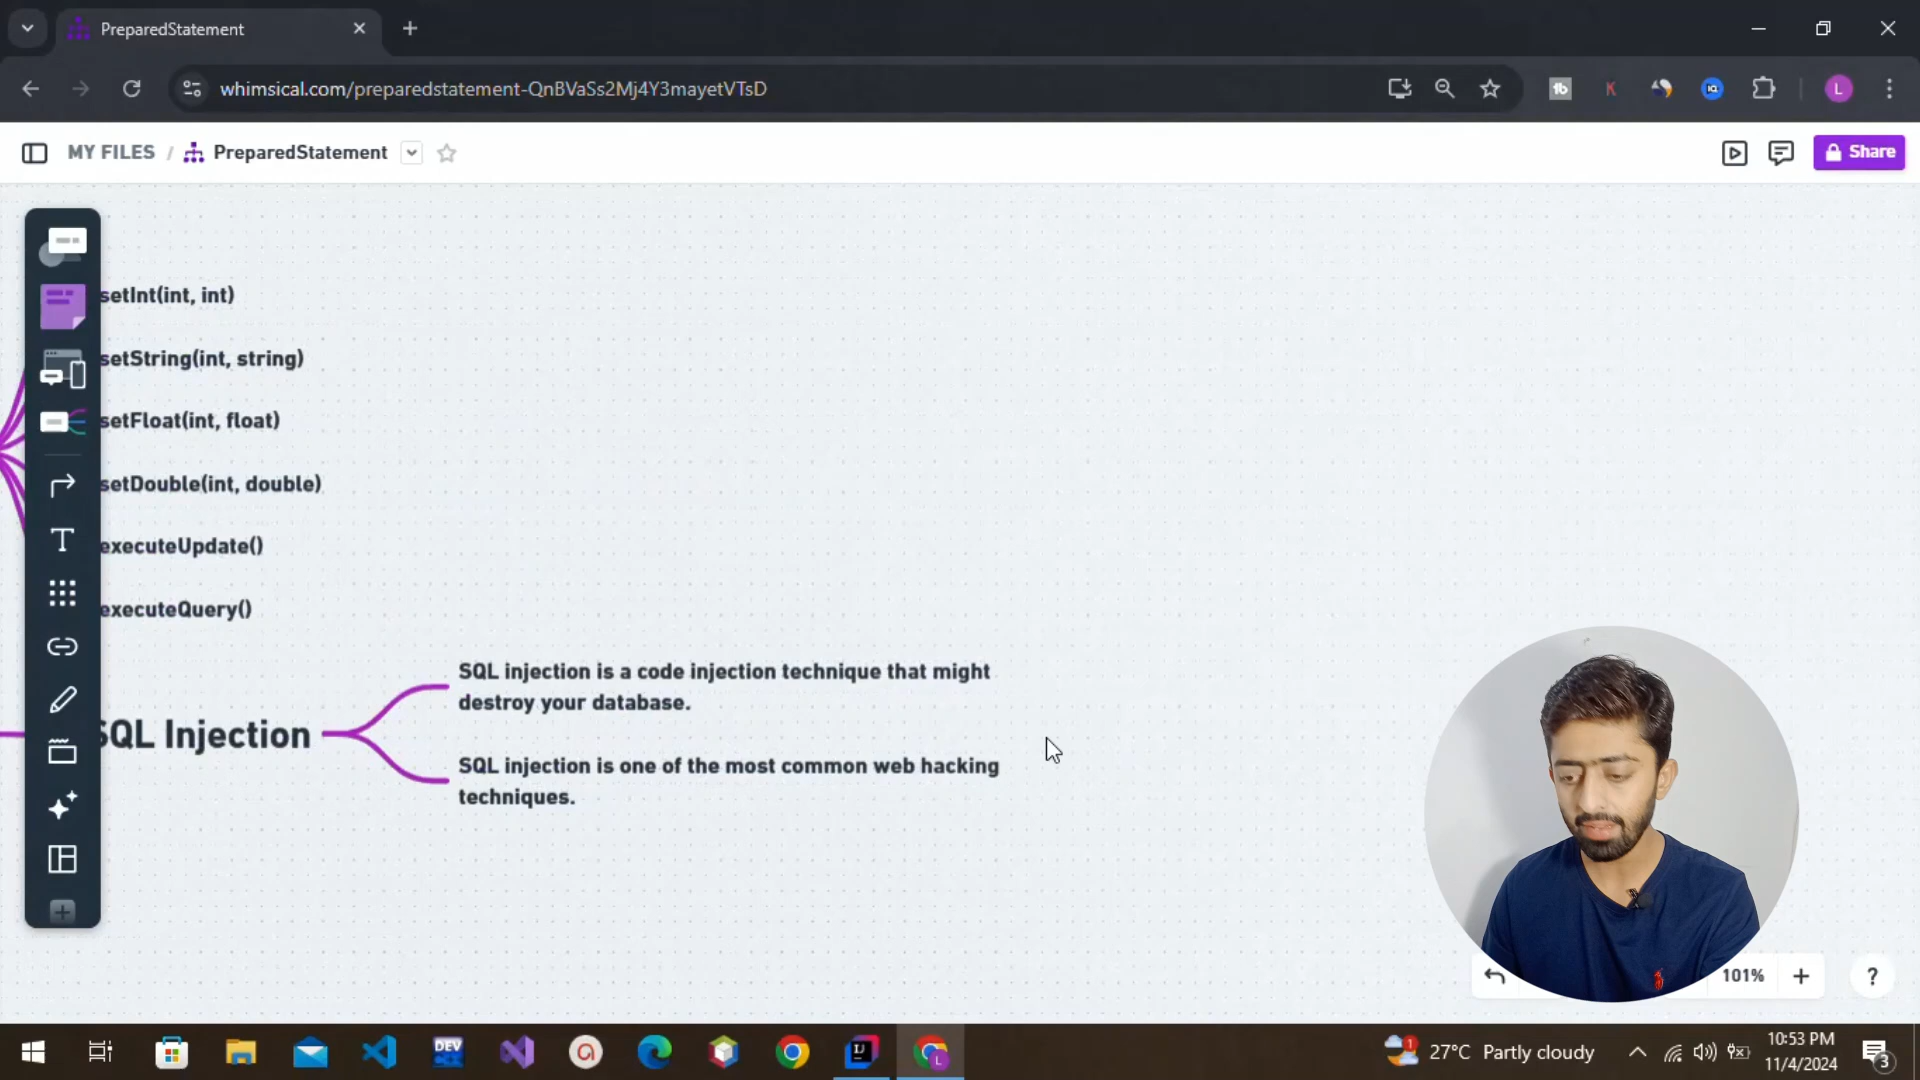 PreparedStatement
whimsical.com/preparedstatement-QnBVaSs2Mj4Y3mayetVTsD
L
MY FILES / PreparedStatement
Share
setInt(int, int)
setString(int, string)
setFloat(int, float)
setDouble(int, double)
executeUpdate()
executeQuery()
SQL injection is a code injection technique that might
destroy your database.
SQL Injection
SQL injection is one of the most common web hacking
techniques.
101%
?
27°C Partly cloudy
10:53 PM
11/4/2024
3